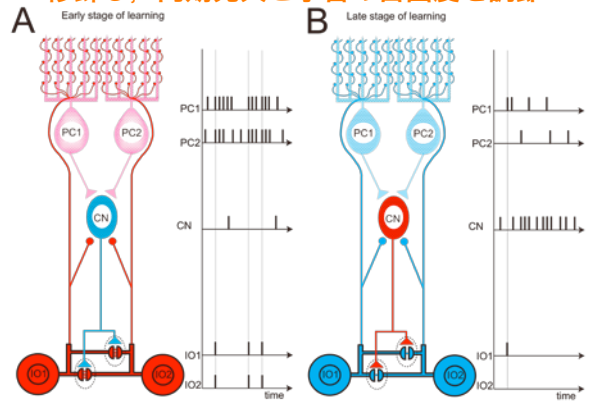 A
Early stage of learning
PC1
PC2
CN
IO1
IO2
PC1
PC2
CN
IO1
IO2
time
B
Late stage of learning
PC1
PC2
CN
IO1
IO2
PC1
PC2
CN
IO1
IO2
time